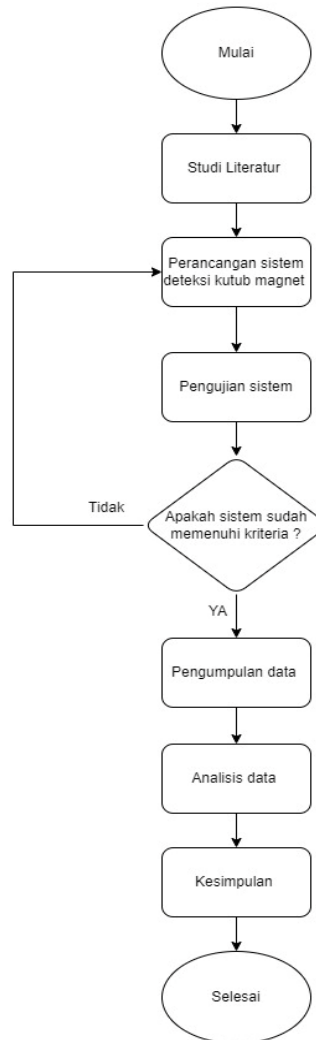 Mulai
Studi Literatur
Perancangan sistem
deteksi kutub magnet
Pengujian sistem
Tidak
Apakah sistem sudah
memenuhi kriteria ?
YA
Pengumpulan data
Analisis data
Kesimpulan
Selesai